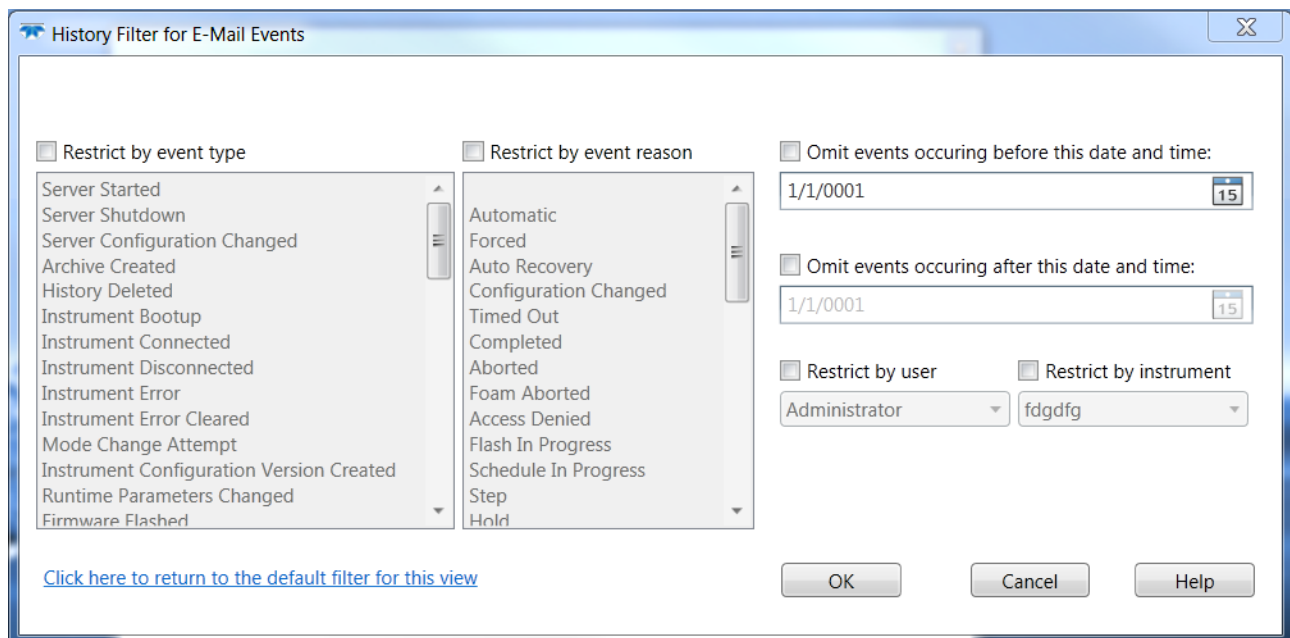 History Filter for E-Mail Events
Restrict by event type
Server Started
Server Shutdown
Server Configuration Changed
Archive Created
History Deleted
Instrument Bootup
Instrument Connected
Instrument Disconnected
Instrument Error
Instrument Error Cleared
Mode Change Attempt
Instrument Configuration Version Created
Runtime Parameters Changed
Firmware Flashed
Restrict by event reason
Automatic
Forced
Auto Recovery
Configuration Changed
Timed Out
Completed
Aborted
Foam Aborted
Access Denied
Flash In Progress
Schedule In Progress
Step
Hold
Omit events occuring before this date and time:
1/1/0001
15
Omit events occuring after this date and time:
1/1/0001
15
Restrict by user
Administrator
Restrict by instrument
fdgdfg
Click here to return to the default filter for this view
OK
Cancel
Help